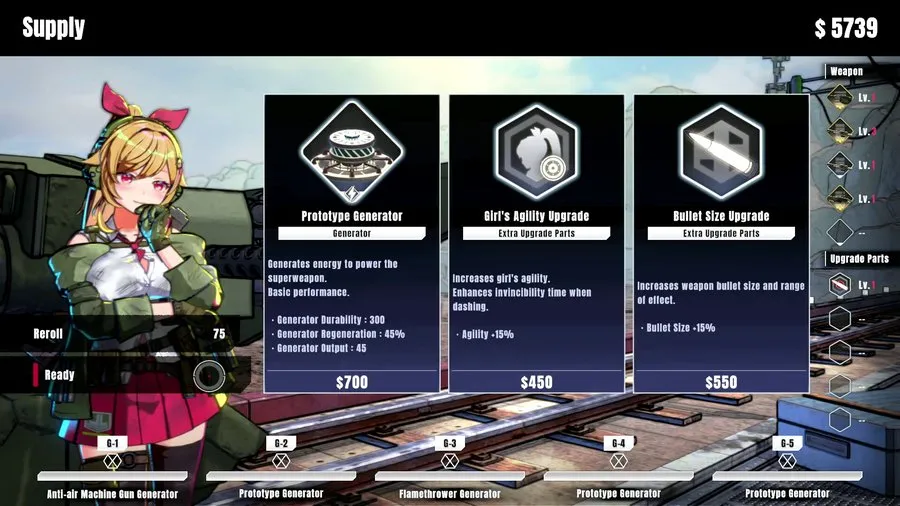 Supply
$ 5739
Weapon
Lv. 1
Lv.
Lv. 1
Lv. 1
--
Upgrade Parts
Lv. 1
--
--
--
--
Prototype Generator
Generator
Generates energy to power the
superweapon.
Basic performance.
・Generator Durability : 300
・Generator Regeneration : 45%
・Generator Output : 45
$700
Girl's Agility Upgrade
Extra Upgrade Parts
Increases girl's agility.
Enhances invincibility time when
dashing.
・Agility +15%
$450
Bullet Size Upgrade
Extra Upgrade Parts
Increases weapon bullet size and range
of effect.
・Bullet Size +15%
$550
Reroll 75
Ready
G-1
Anti-air Machine Gun Generator
G-2
Prototype Generator
G-3
Flamethrower Generator
G-4
Prototype Generator
G-5
Prototype Generator